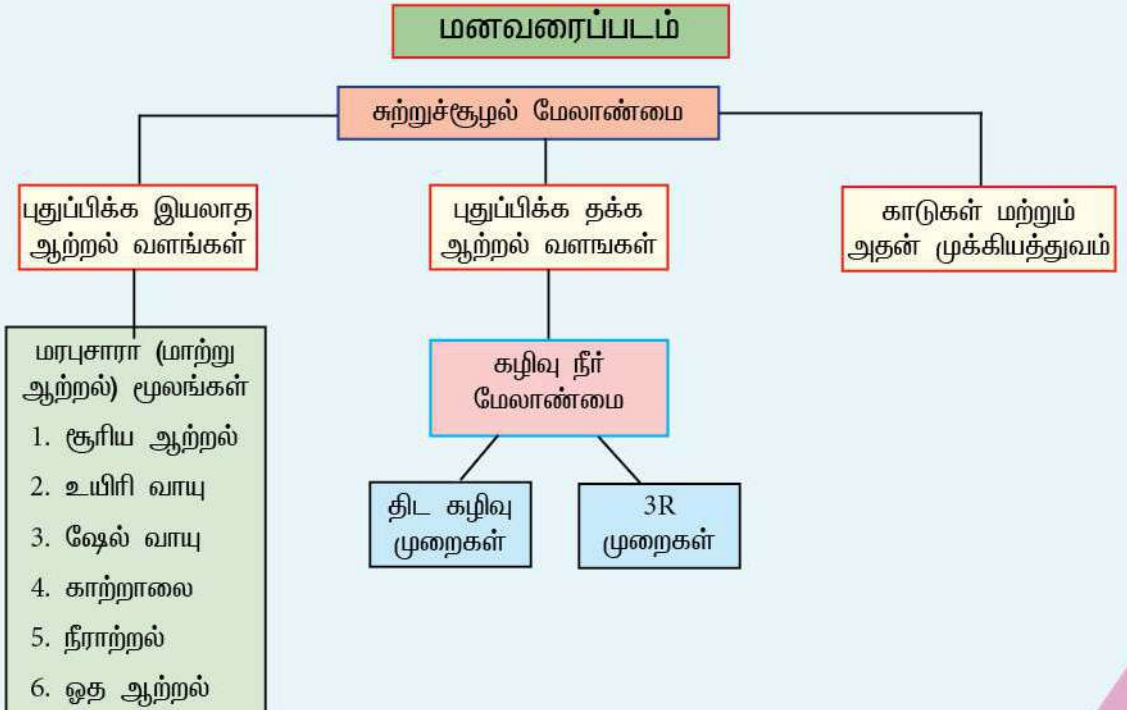 மனவரைப்படம்
சுற்றுச்சூழல் மேலாண்மை
புதுப்பிக்க இயலாத
ஆற்றல் வளங்கள்
புதுப்பிக்க தக்க
ஆற்றல் வளஙகள்
காடுகள் மற்றும்
அதன் முக்கியத்துவம்
மரபுசாரா (மாற்று
ஆற்றல்) மூலங்கள்
1. சூரிய ஆற்றல்
2. உயிரி வாயு
3. ஷேல் வாயு
4. காற்றாலை
5. நீராற்றல்
6. ஓத ஆற்றல்
கழிவு நீர்
மேலாண்மை
திட கழிவு
முறைகள்
3R
முறைகள்